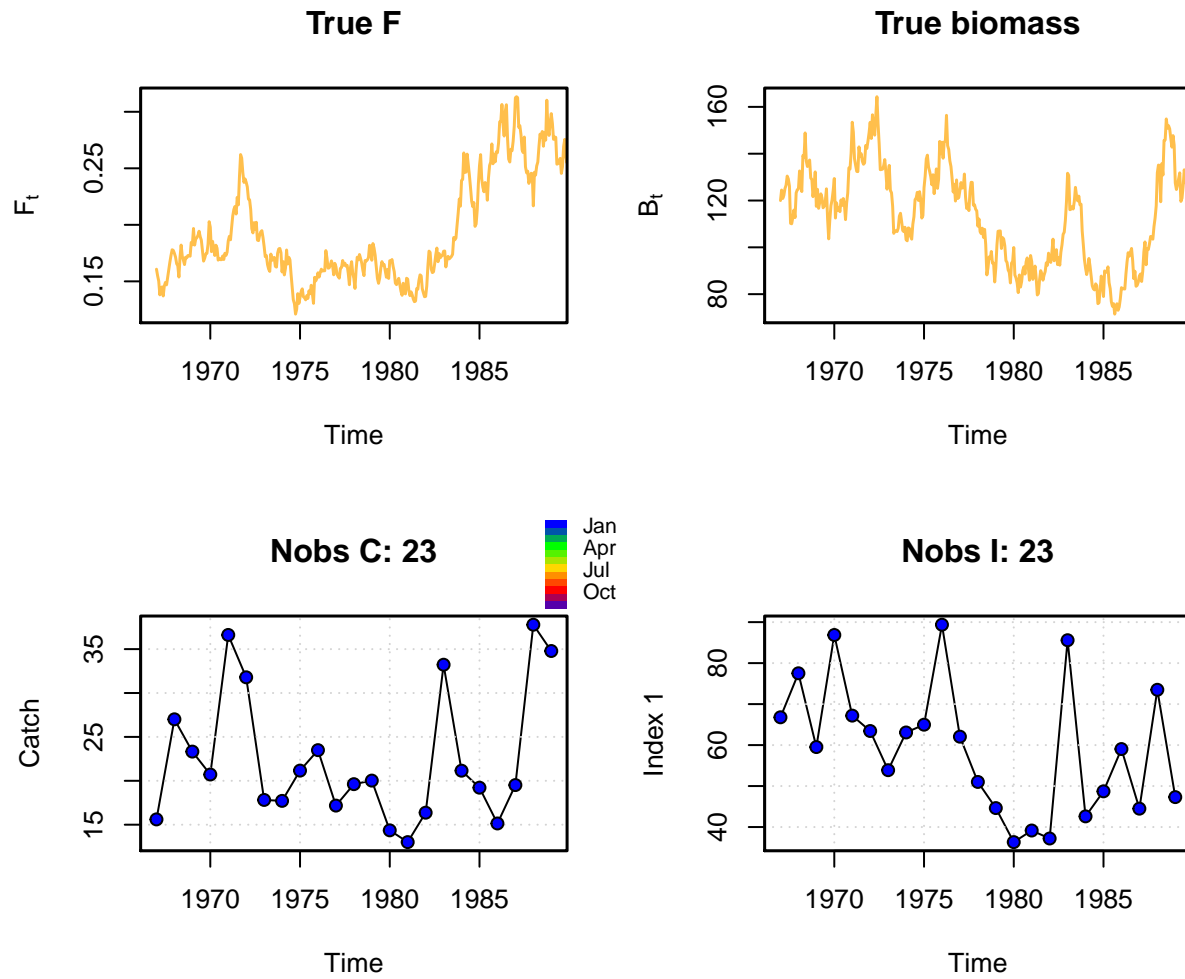 True F
F_t
0.15
0.25
1970 1975 1980 1985
Time
True biomass
B_t
80
120
160
1970 1975 1980 1985
Time
Nobs C: 23
Jan
Apr
Jul
Oct
Catch
15
25
35
1970 1975 1980 1985
Time
Nobs I: 23
Index 1
40
60
80
1970 1975 1980 1985
Time